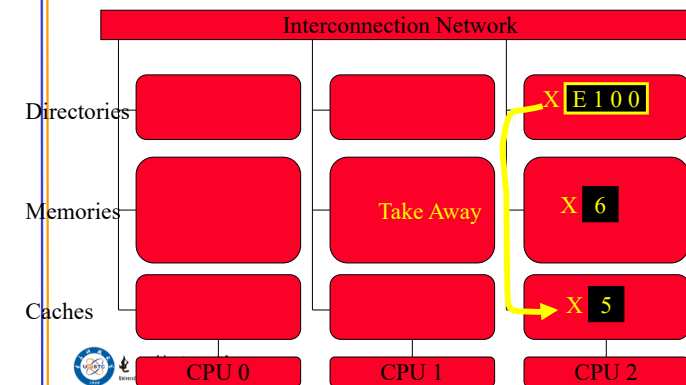 Interconnection Network
Directories
X E 1 0 0
Memories
Take Away
X 6
Caches
X 5
CPU 0
CPU 1
CPU 2